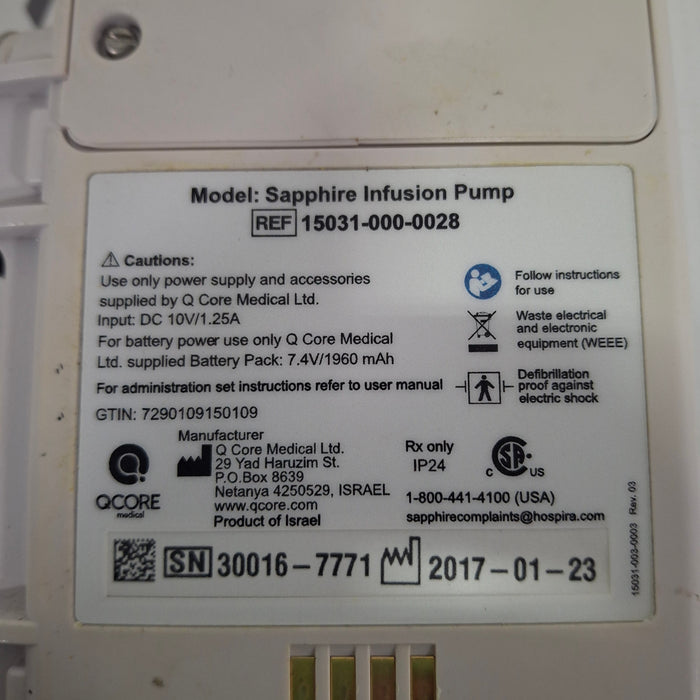 Model: Sapphire Infusion Pump
REF 15031-000-0028
Cautions:
Use only power supply and accessories
supplied by Q Core Medical Ltd.
Input: DC 10V/1.25A
For battery power use only Q Core Medical
Ltd. supplied Battery Pack: 7.4V/1960 mAh
For administration set instructions refer to user manual
GTIN: 7290109150109
Follow instructions
for use
Waste electrical
and electronic
equipment (WEEE)
Defibrillation
proof against
electric shock
QCORE
medical
Manufacturer
Q Core Medical Ltd.
29 Yad Haruzim St.
P.O.Box 8639
Netanya 4250529, ISRAEL
www.qcore.com
Product of Israel
Rx only
IP24
C SA US
1-800-441-4100 (USA)
sapphirecomplaints@hospira.com
15031-003-0003 Rev. 03
SN 30016-7771 2017-01-23